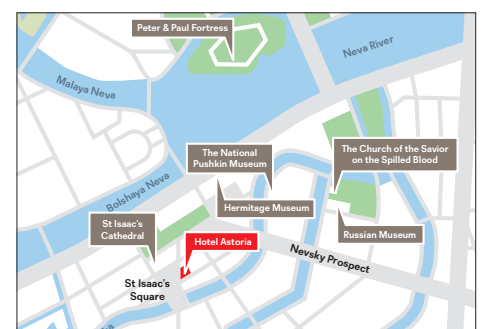 Peter & Paul Fortress
Neva River
Malaya Neva
The National
Pushkin Museum
The Church of the Savior
on the Spilled Blood
Bolshaya Neva
Hermitage Museum
St Isaac's
Cathedral
Hotel Astoria
Russian Museum
Nevsky Prospect
St Isaac's
Square